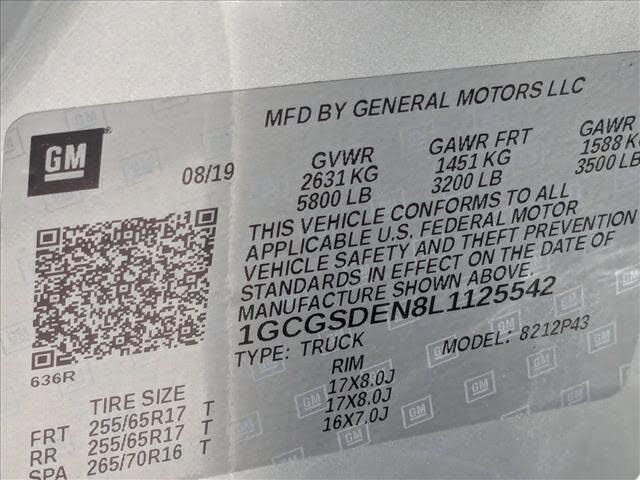 MFD BY GENERAL MOTORS LLC
GM
08/19
GVWR
2631 KG
5800 LB
GAWR FRT
1451 KG
3200 LB
GAWR
1588 KG
3500 LB
THIS VEHICLE CONFORMS TO ALL
APPLICABLE U.S. FEDERAL MOTOR
VEHICLE SAFETY AND THEFT PREVENTION
STANDARDS IN EFFECT ON THE DATE OF
MANUFACTURE SHOWN ABOVE.
1GCGSDEN8L1125542
TYPE: TRUCK
MODEL: 8212P43
636R
TIRE SIZE
RIM
FRT 255/65R17 T 17X8.0J
RR 255/65R17 T 17X8.0J
SPA 265/70R16 T 16X7.0J